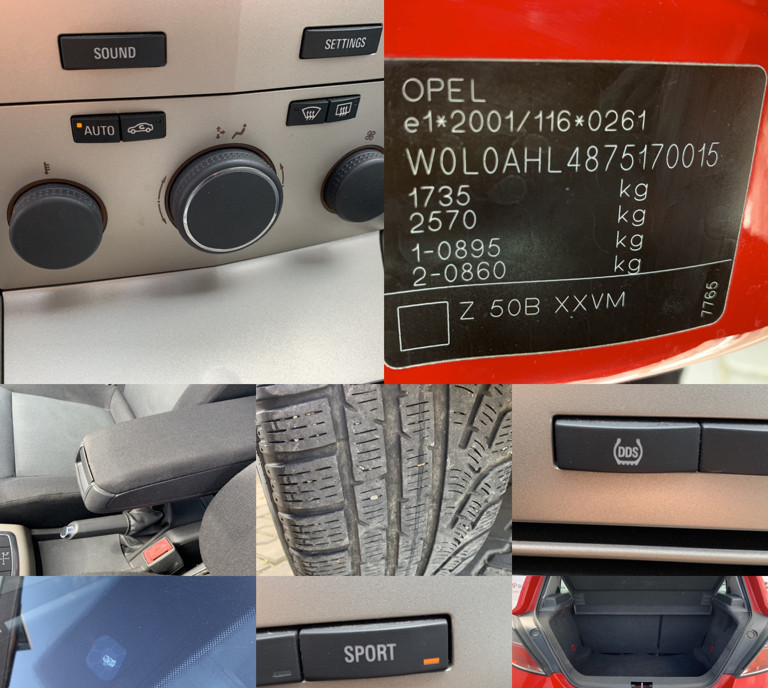 SOUND
SETTINGS
AUTO
OPEL
e1*2001/116*0261
W0L0AHL4875170015
1735 kg
2570 kg
1-0895 kg
2-0860 kg
Z 50B XXVM
7765
DDS
SPORT